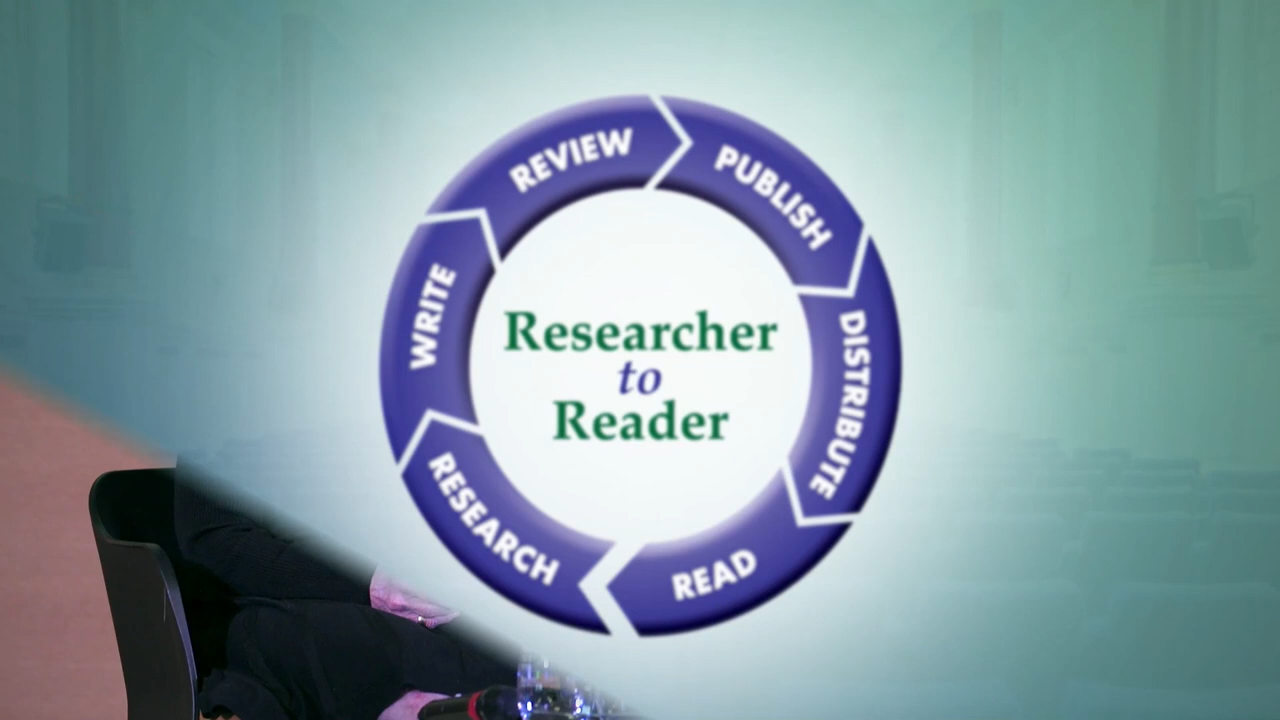 Researcher
to
Reader
RESEARCH
WRITE
REVIEW
PUBLISH
DISTRIBUTE
READ